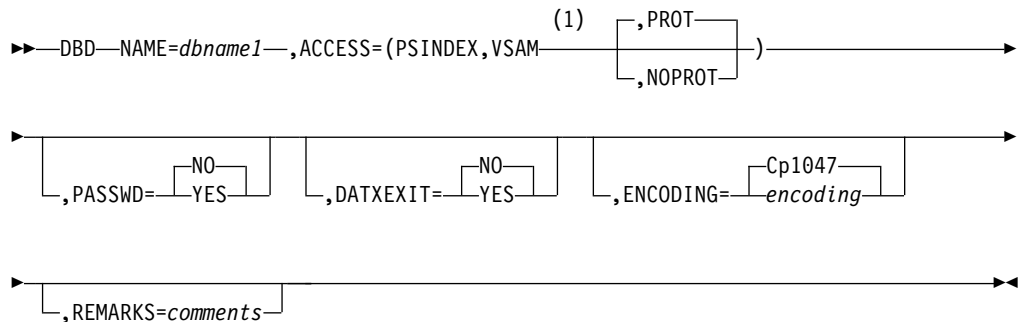 (1)
,PROT
DBD NAME=dbname1 ,ACCESS=(PSINDEX,VSAM )
,NOPROT
NO NO Cp1047
,PASSWD= YES ,DATXEXIT= YES ,ENCODING= encoding
,REMARKS=comments